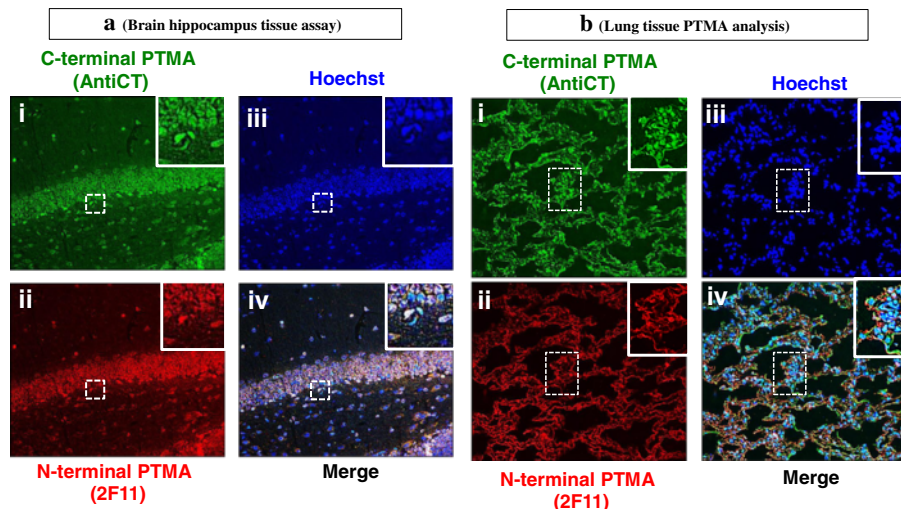 a (Brain hippocampus tissue assay)
C-terminal PTMA
(AntiCT)
Hoechst
i
iii
ii
iv
N-terminal PTMA
(2F11)
Merge
b (Lung tissue PTMA analysis)
C-terminal PTMA
(AntiCT)
Hoechst
i
iii
ii
iv
N-terminal PTMA
(2F11)
Merge